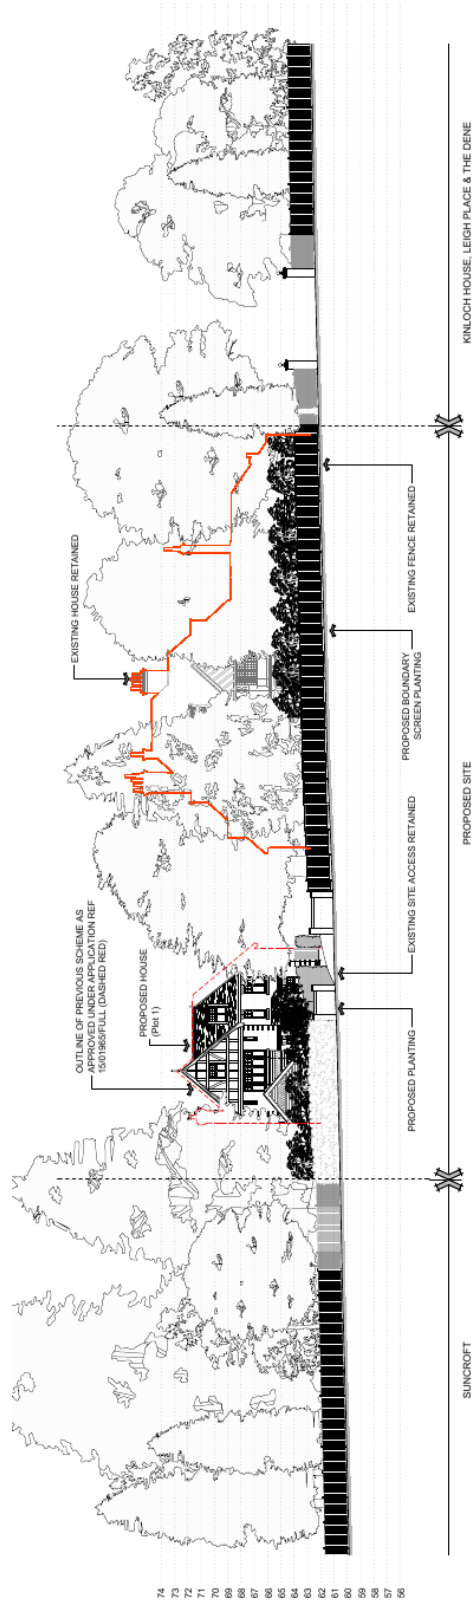 74
73
72
71
70
69
68
67
66
65
64
63
62
61
60
59
58
57
56
OUTLINE OF PREVIOUS SCHEME AS
APPROVED UNDER APPLICATION REF
15/01965/FULL (DASHED RED)
PROPOSED HOUSE
(Plot 1)
EXISTING HOUSE RETAINED
PROPOSED PLANTING
EXISTING SITE ACCESS RETAINED
PROPOSED BOUNDARY
SCREEN PLANTING
EXISTING FENCE RETAINED
SUNCROFT
PROPOSED SITE
KINLOCH HOUSE, LEIGH PLACE & THE DENE